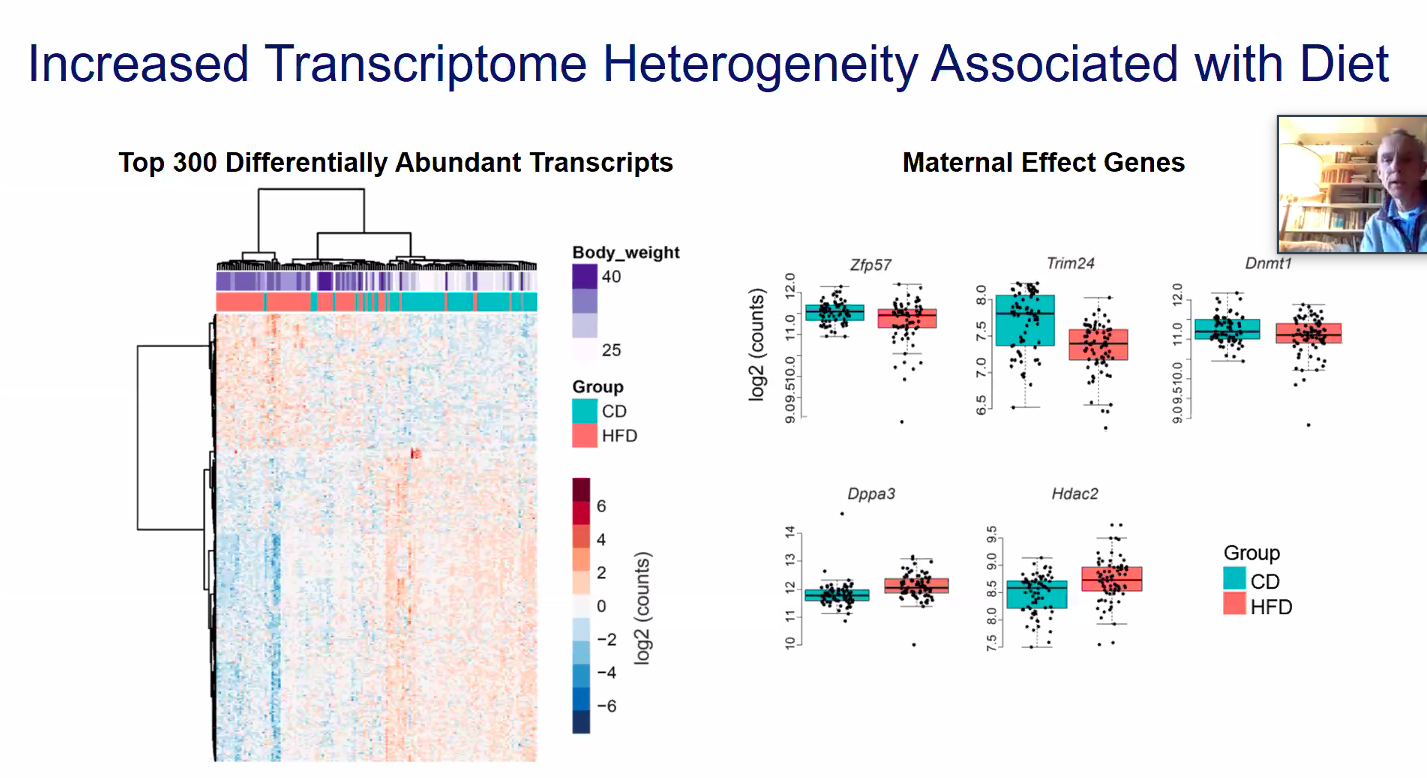 Increased Transcriptome Heterogeneity Associated with Diet
Top 300 Differentially Abundant Transcripts
Body_weight
40
25
Group
CD
HFD
6
4
2
0
−2
−4
−6
log2 (counts)
Maternal Effect Genes
Zfp57
log2 (counts)
12.0
11.0
10.0
9.5
9.0
Trim24
8.0
7.5
7.0
6.5
Dnmt1
12.0
11.0
10.0
9.5
9.0
Dppa3
14
13
12
11
10
Hdac2
9.5
9.0
8.5
8.0
7.5
Group
CD
HFD